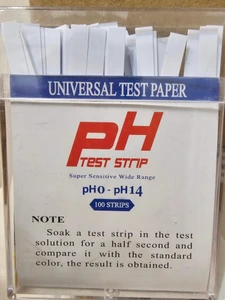 UNIVERSAL TEST PAPER
pH
TEST STRIP
Super Sensitive Wide Range
pH0 - pH14
100 STRIPS
NOTE
Soak a test strip in the test
solution for a half second and
compare it with the standard
color, the result is obtained.